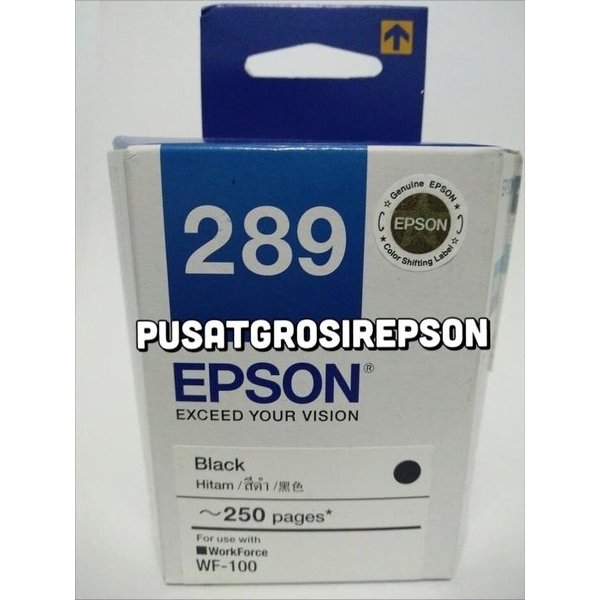 289
Genuine EPSON
EPSON
Color Shifting Label
PUSATGROSIREPSON
EPSON®
EXCEED YOUR VISION
Black
Hitam / สีดำ / 黑色
~250 pages*
For use with
WorkForce
WF-100